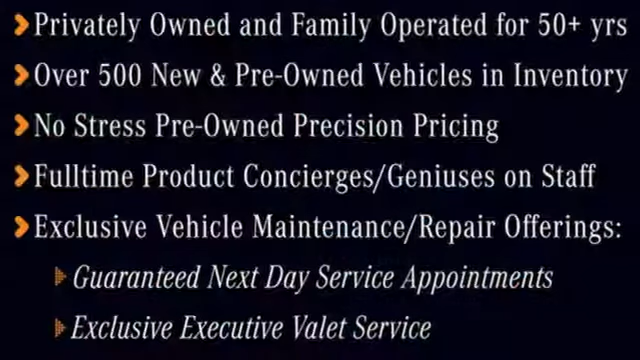 Privately Owned and Family Operated for 50+ yrs
Over 500 New & Pre-Owned Vehicles in Inventory
No Stress Pre-Owned Precision Pricing
Fulltime Product Concierges/Geniuses on Staff
Exclusive Vehicle Maintenance/Repair Offerings:
Guaranteed Next Day Service Appointments
Exclusive Executive Valet Service